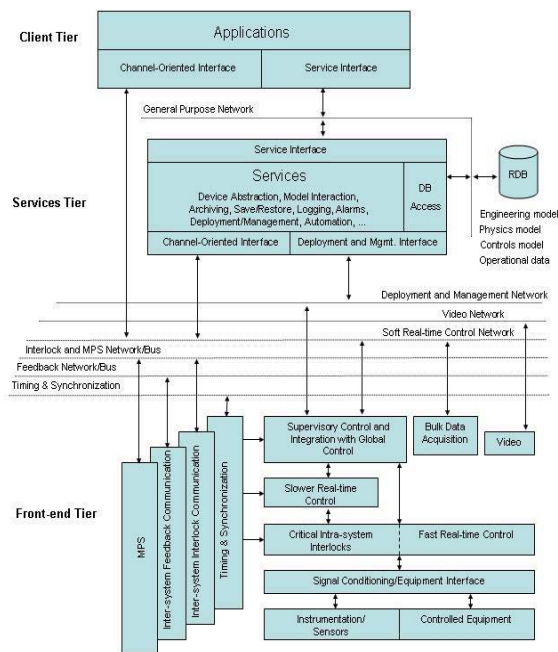 Client Tier
Applications
Channel-Oriented Interface
Service Interface
General Purpose Network
Service Interface
Services Tier
Services
Device Abstraction, Model Interaction,
Archiving, Save/Restore, Logging, Alarms,
Deployment/Management, Automation, ...
DB
Access
Channel-Oriented Interface
Deployment and Mgmt. Interface
RDB
Engineering model
Physics model
Controls model
Operational data
Deployment and Management Network
Video Network
Soft Real-time Control Network
Interlock and MPS Network/Bus
Feedback Network/Bus
Timing & Synchronization
Front-end Tier
MPS
Inter-system Feedback Communication
Inter-system Interlock Communication
Timing & Synchronization
Supervisory Control and
Integration with Global
Control
Bulk Data
Acquisition
Video
Slower Real-time
Control
Critical Intra-system
Interlocks
Fast Real-time Control
Signal Conditioning/Equipment Interface
Instrumentation/
Sensors
Controlled Equipment